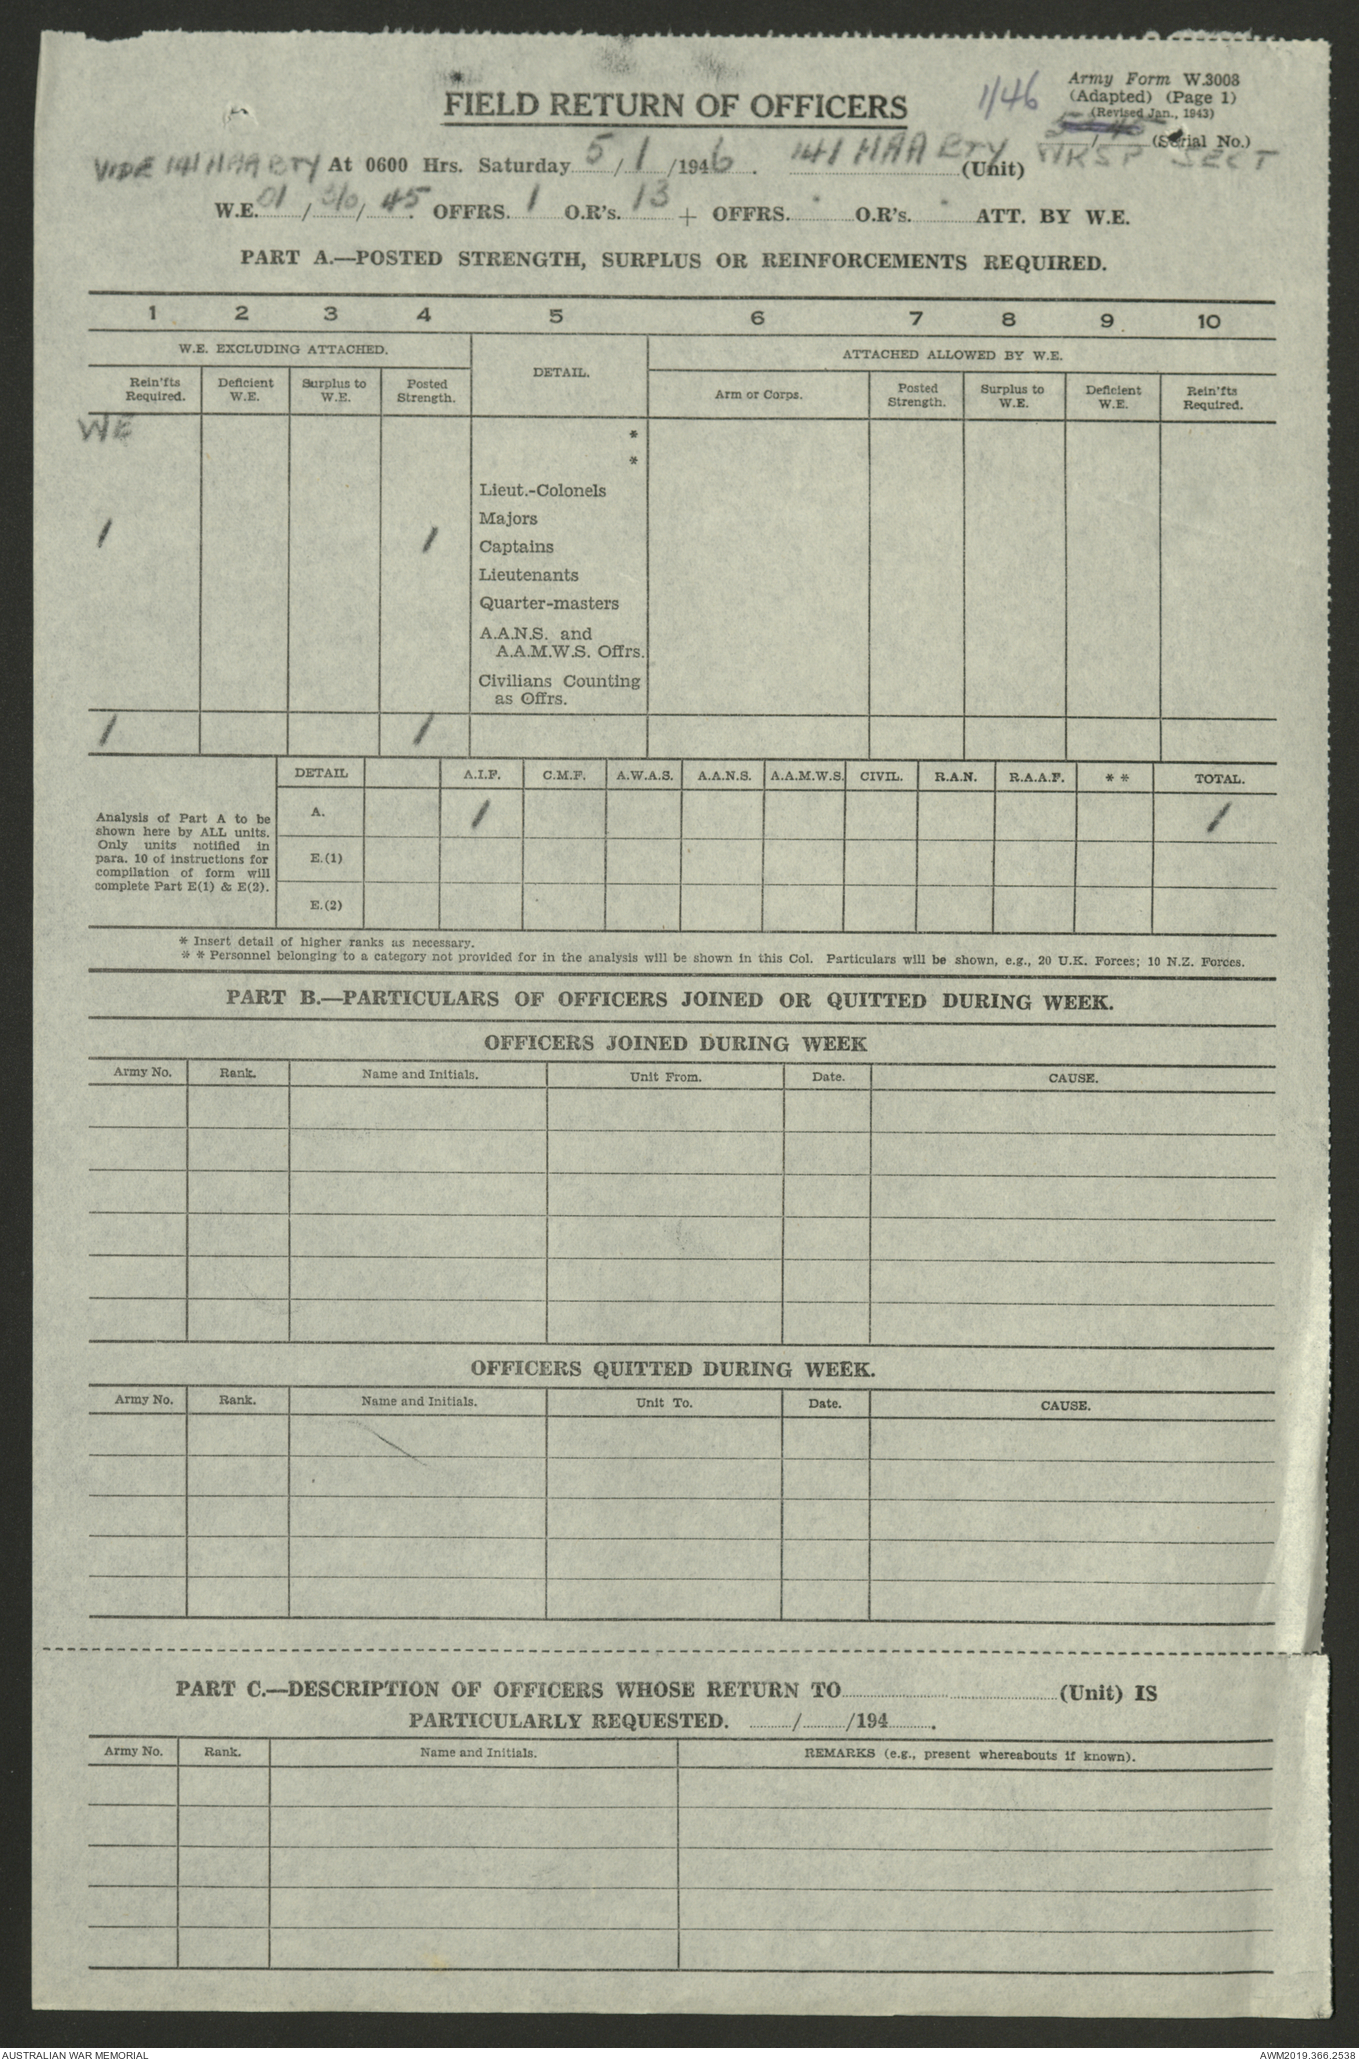 Army Form W.3008
(Adapted) (Page 1)
(Revised Jan., 1943)
1/46
FIELD RETURN OF OFFICERS
/ (Serial No.)
VIDE 141 HAA BTY At 0600 Hrs. Saturday 5/1/1946. 141 HAA BTY (Unit) WKSP SECT
W.E. 01/ / 45. OFFRS. 1 O.R's. 13 + OFFRS. . O.R's. . ATT. BY W.E.
PART A.—POSTED STRENGTH, SURPLUS OR REINFORCEMENTS REQUIRED.
1 2 3 4 5 6 7 8 9 10
W.E. EXCLUDING ATTACHED. DETAIL. ATTACHED ALLOWED BY W.E.
Rein'fts Required. Deficient W.E. Surplus to W.E. Posted Strength. Arm or Corps. Posted Strength. Surplus to W.E. Deficient W.E. Rein'fts Required.
WE *
*
Lieut.-Colonels
Majors
1 1 Captains
Lieutenants
Quarter-masters
A.A.N.S. and
A.A.M.W.S. Offrs.
Civilians Counting
as Offrs.
1 1
DETAIL A.I.F. C.M.F. A.W.A.S. A.A.N.S. A.A.M.W.S. CIVIL. R.A.N. R.A.A.F. * * TOTAL.
A. 1 1
E.(1)
E.(2)
Analysis of Part A to be
shown here by ALL units.
Only units notified in
para. 10 of instructions for
compilation of form will
complete Part E(1) & E(2).
* Insert detail of higher ranks as necessary.
* * Personnel belonging to a category not provided for in the analysis will be shown in this Col. Particulars will be shown, e.g., 20 U.K. Forces; 10 N.Z. Forces.
PART B.—PARTICULARS OF OFFICERS JOINED OR QUITTED DURING WEEK.
OFFICERS JOINED DURING WEEK
Army No. Rank. Name and Initials. Unit From. Date. CAUSE.
OFFICERS QUITTED DURING WEEK.
Army No. Rank. Name and Initials. Unit To. Date. CAUSE.
PART C.—DESCRIPTION OF OFFICERS WHOSE RETURN TO (Unit) IS
PARTICULARLY REQUESTED. / /194 .
Army No. Rank. Name and Initials. REMARKS (e.g., present whereabouts if known).
AUSTRALIAN WAR MEMORIAL AWM2019.366.2538